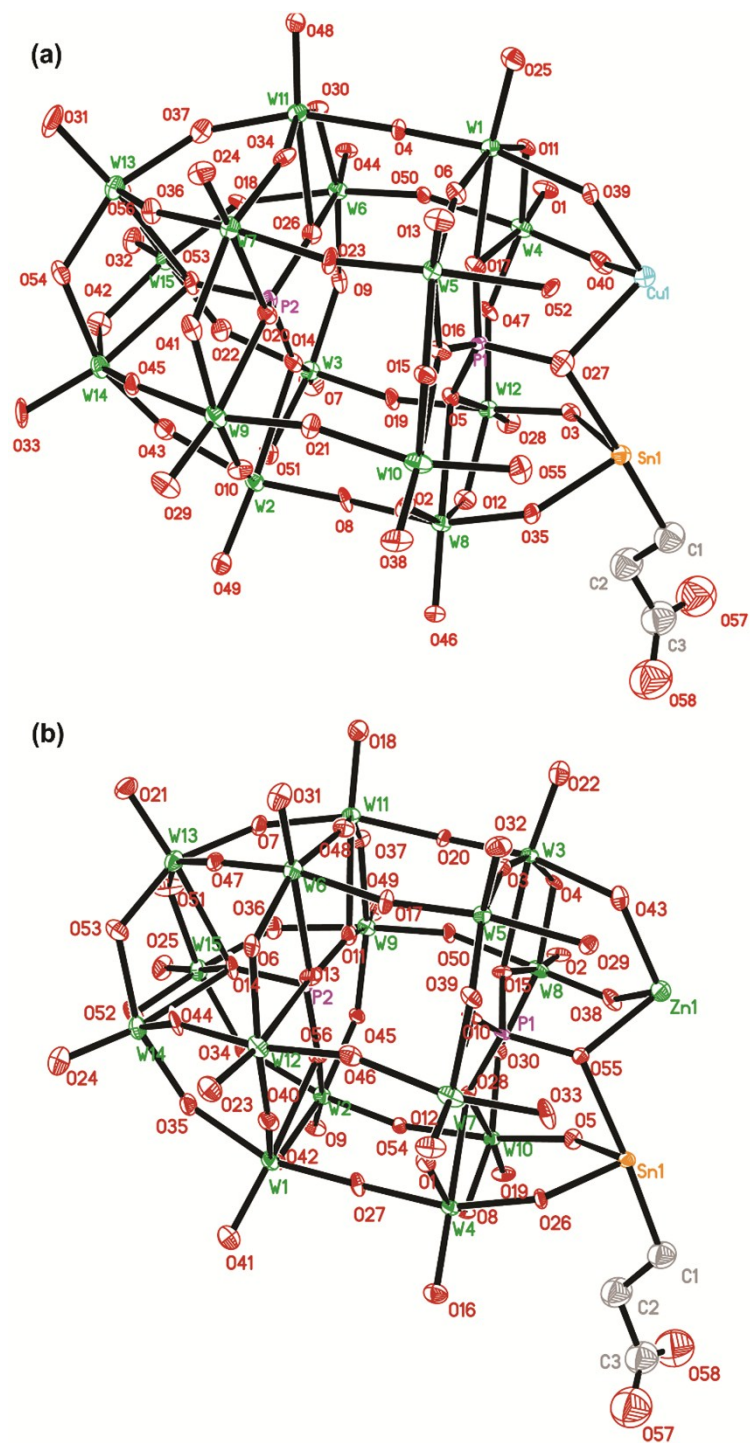 (a)
O48
O25
O30
W11
O31
O37
W1
O11
O34
O4
O24
O44
O6
W13
O36
O18
O50
O1
O39
O56
W6
O13
W7
O26
W4
O32
O53
O23
O17
W15
W5
O40
Cu1
O54
O9
O52
O42
P2
O47
O20
O14
O16
O41
O22
P1
O27
O45
O15
W3
W14
O7
O19
O5
W12
O3
O33
W9
O28
O43
O21
Sn1
O51
W10
O55
O10
O29
W2
O2
O12
O8
O35
O38
W8
C1
O49
C2
O57
O46
C3
O58
(b)
O18
O22
O21
O31
W11
O32
W13
O7
O48
O20
W3
O37
O47
W6
O3
O4
O43
O49
O51
O17
W5
O53
O36
W9
O29
O25
W15
O6
O11
O50
O2
O14
O13
O39
O15
W8
P2
Zn1
O52
O44
O10
P1
O38
W14
O45
O55
O56
O30
W12
O34
O46
O28
O24
O33
O23
O40
W2
O12
W7
O5
O35
O9
O54
W10
O42
Sn1
W1
O1
O19
O27
O08
O26
W4
O41
C1
O16
C2
C3
O58
O57